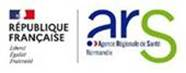 RÉPUBLIQUE
FRANÇAISE
Liberté
Égalité
Fraternité
ars
Agence Régionale de Santé
Normandie